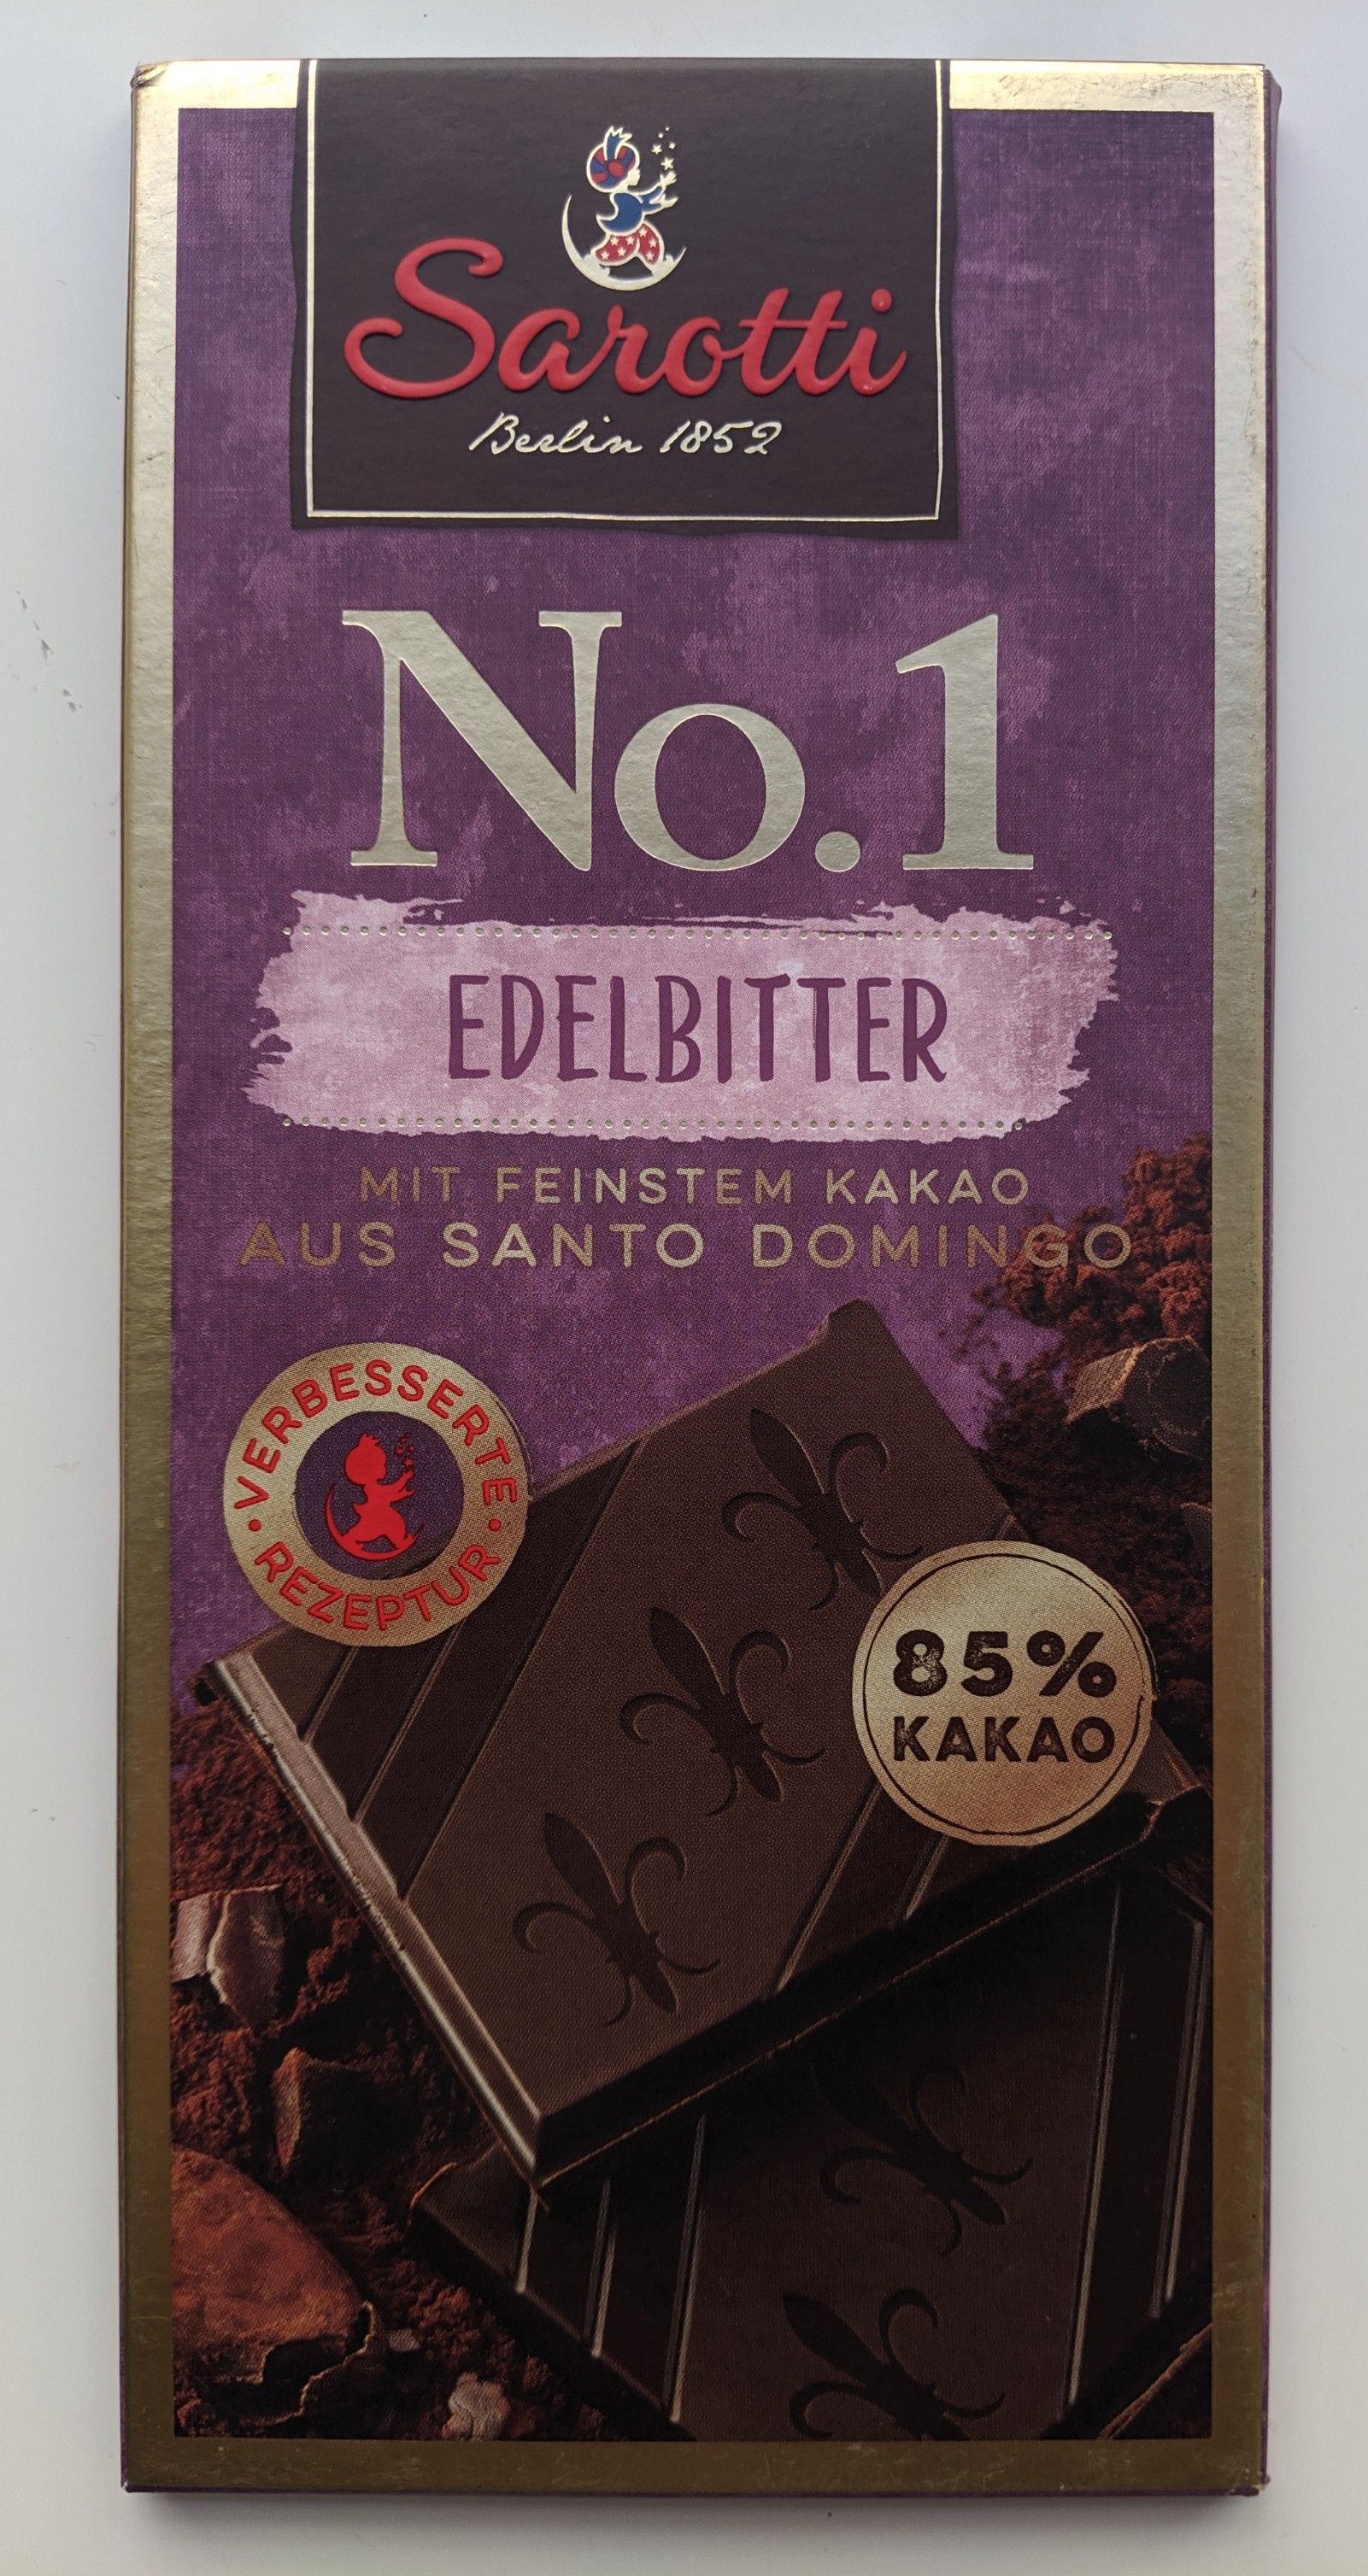 Sarotti
Berlin 1852
No.1
EDELBITTER
MIT FEINSTEM KAKAO
AUS SANTO DOMINGO
• VERBESSERTE •
REZEPTUR
85%
KAKAO